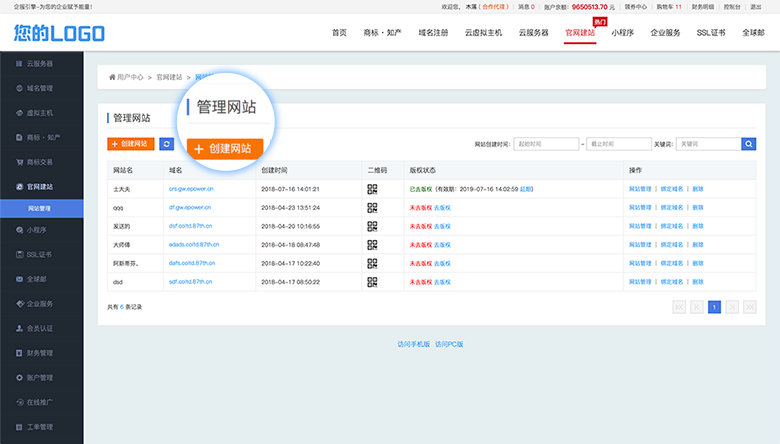 企服引擎-为您的企业赋予能量!
欢迎您, 木落 (合作代理) | 消息 0 | 账户余额: 9650513.70 元 | 领券中心 | 购物车 11 | 财务明细 | 控制台 | 退出
您的LOGO
热门
首页 商标·知产 域名注册 云虚拟主机 云服务器 官网建站 小程序 企业服务 SSL证书 全球邮
云服务器
域名管理
虚拟主机
商标·知产
商标交易
官网建站
网站管理
小程序
SSL证书
全球邮
企业服务
会员认证
财务管理
账户管理
在线推广
工单管理
用户中心 > 官网建站 >
管理网站
创建网站
管理网站
创建网站
网站创建时间: 起始时间 - 截止时间 关键词: 关键词
网站名 域名 创建时间 二维码 版权状态 操作
士大夫 crs.gw.epower.cn 2018-07-16 14:01:21 已去版权 (有效期: 2019-07-16 14:02:59 延期) 网站管理 | 绑定域名 | 删除
qqq df.gw.epower.cn 2018-04-23 13:51:24 未去版权 去版权 网站管理 | 绑定域名 | 删除
发送的 dsf.coltd.87th.cn 2018-04-20 10:16:55 未去版权 去版权 网站管理 | 绑定域名 | 删除
大师傅 adads.coltd.87th.cn 2018-04-18 08:47:48 未去版权 去版权 网站管理 | 绑定域名 | 删除
阿斯蒂芬。 dafs.coltd.87th.cn 2018-04-17 10:22:40 未去版权 去版权 网站管理 | 绑定域名 | 删除
dsd sdf.coltd.87th.cn 2018-04-17 08:50:22 未去版权 去版权 网站管理 | 绑定域名 | 删除
共有 6 条记录
1
访问手机版 访问PC版